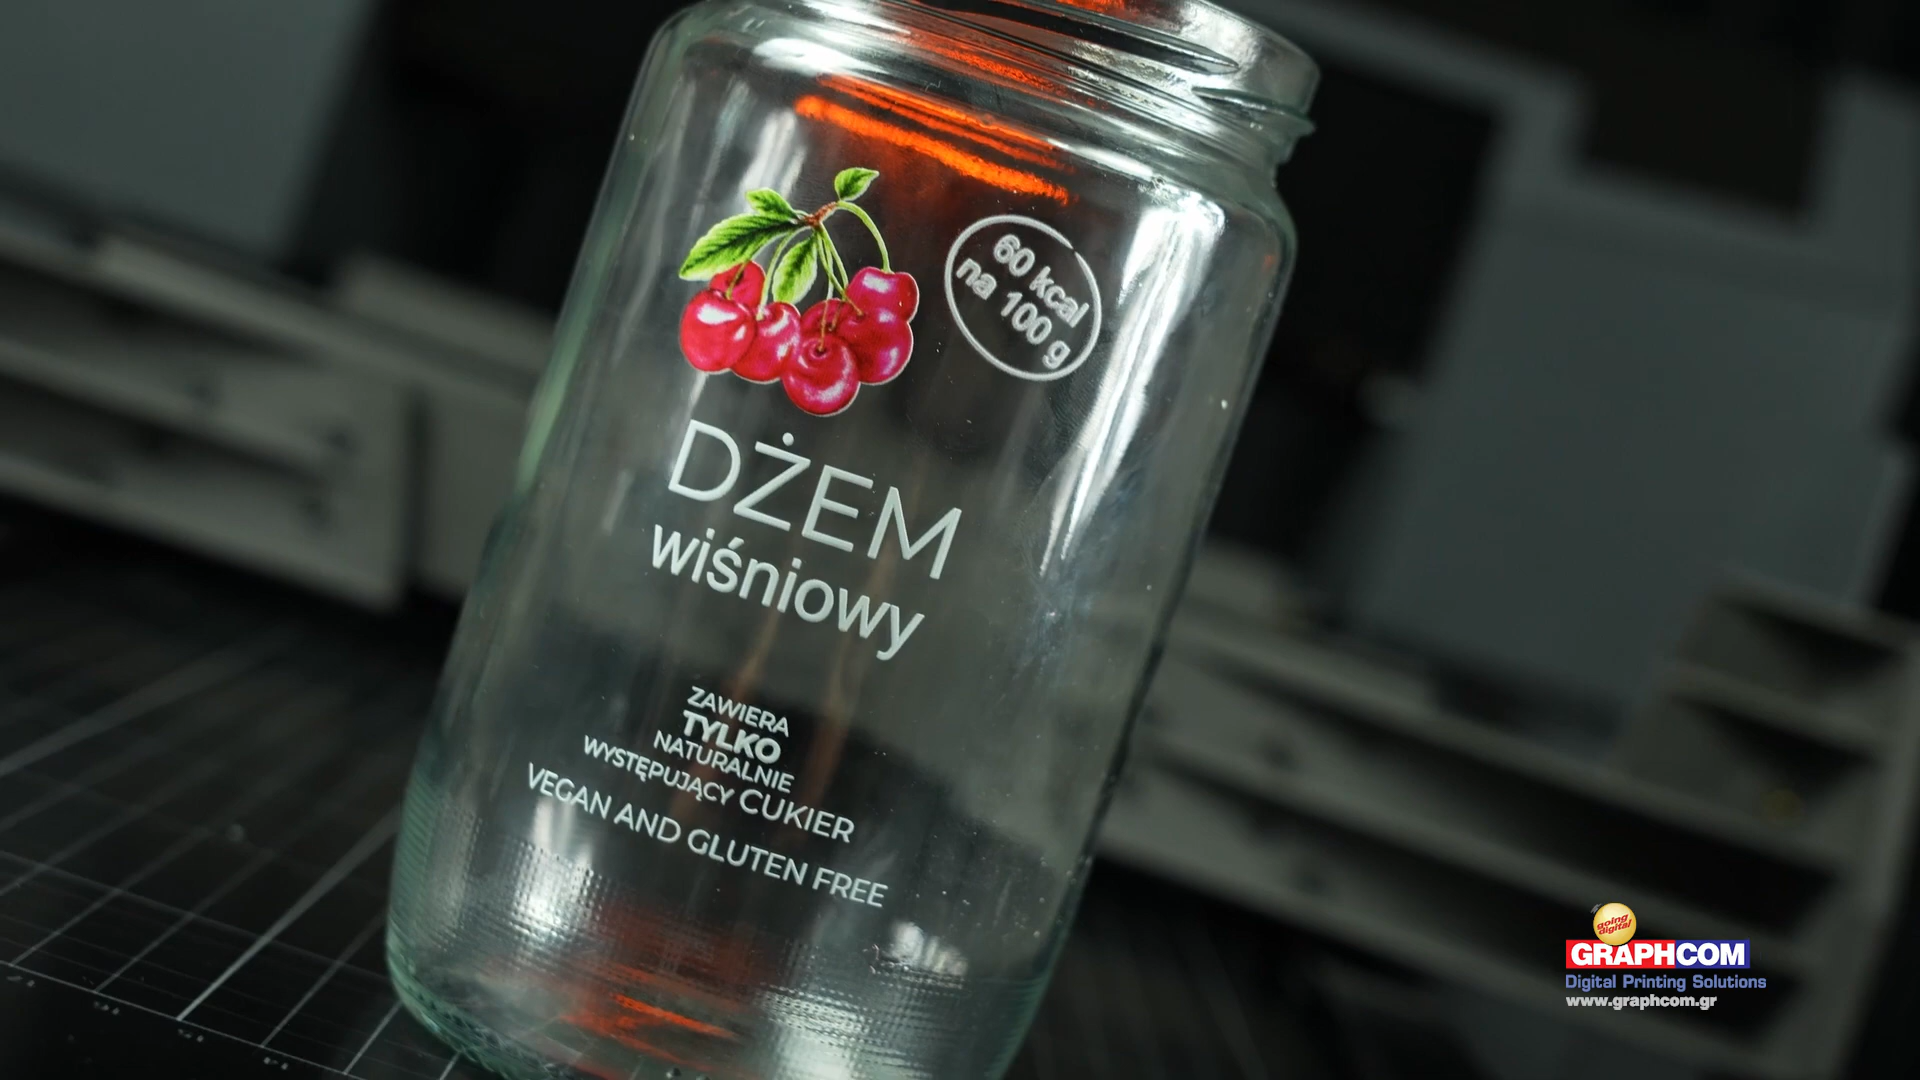 60 kcal
na 100 g
DŻEM
wiśniowy
ZAWIERA
TYLKO
NATURALNIE
WYSTĘPUJĄCY CUKIER
VEGAN AND GLUTEN FREE
going
digital
GRAPHCOM
Digital Printing Solutions
www.graphcom.gr